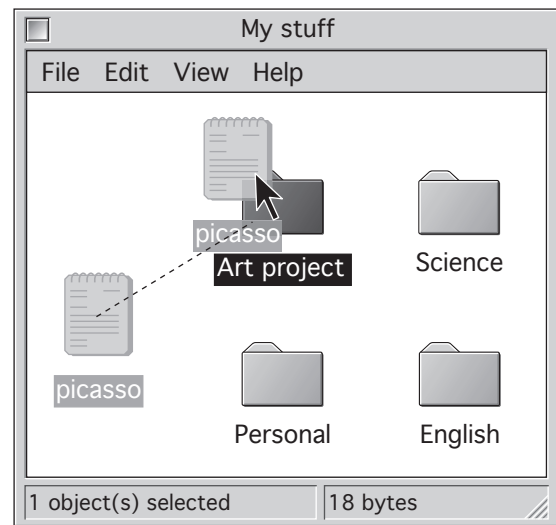 My stuff
File Edit View Help
picasso
Art project
Science
picasso
Personal
English
1 object(s) selected
18 bytes